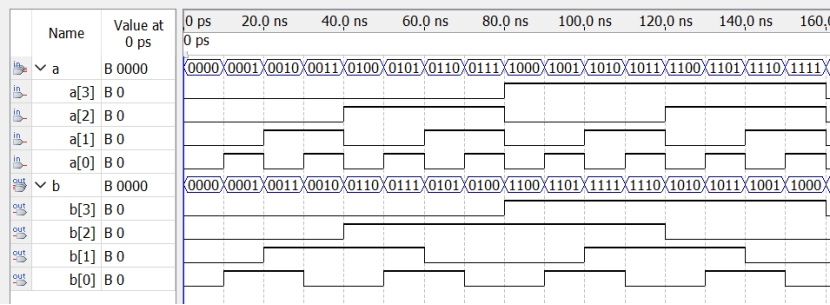 Name Value at 0 ps 0 ps 20.0 ns 40.0 ns 60.0 ns 80.0 ns 100.0 ns 120.0 ns 140.0 ns 160.0
0 ps
in a B 0000 0000 0001 0010 0011 0100 0101 0110 0111 1000 1001 1010 1011 1100 1101 1110 1111
in a[3] B 0
in a[2] B 0
in a[1] B 0
in a[0] B 0
out b B 0000 0000 0001 0011 0010 0110 0111 0101 0100 1100 1101 1111 1110 1010 1011 1001 1000
out b[3] B 0
out b[2] B 0
out b[1] B 0
out b[0] B 0